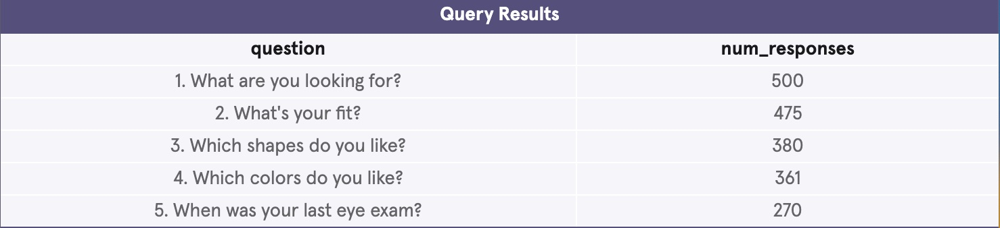 Query Results
question num_responses
1. What are you looking for? 500
2. What's your fit? 475
3. Which shapes do you like? 380
4. Which colors do you like? 361
5. When was your last eye exam? 270